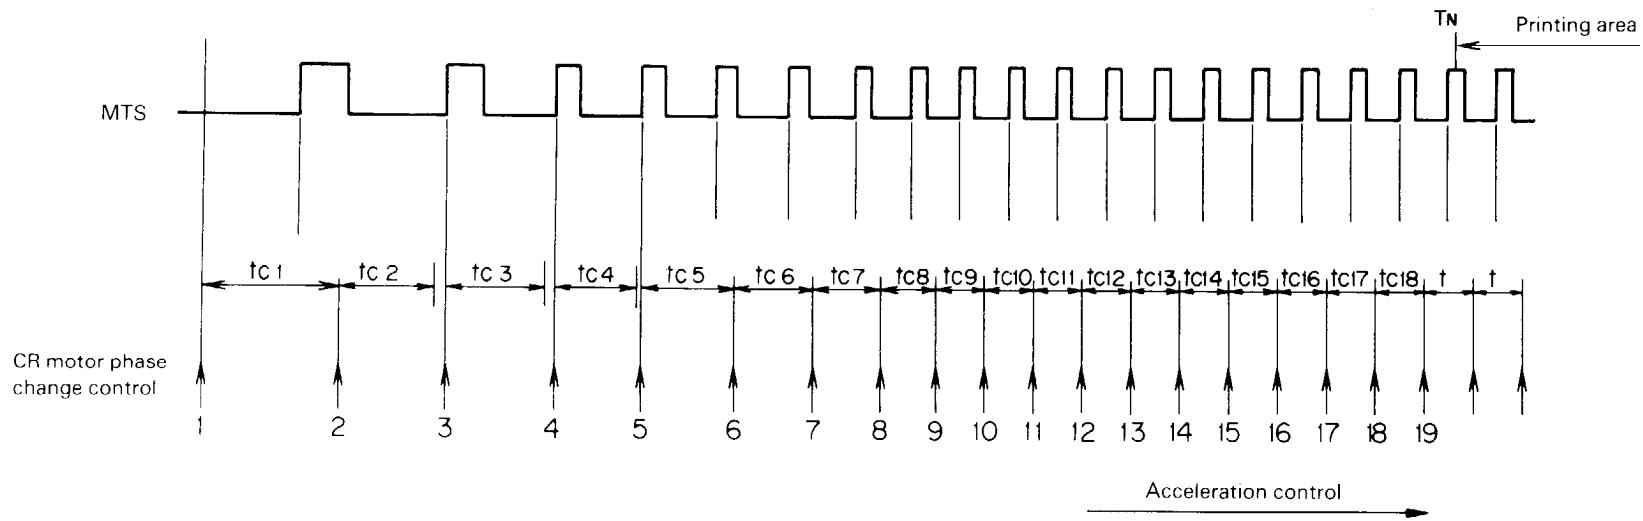 TN
Printing area
MTS
tc1 tc2 tc3 tc4 tc5 tc6 tc7 tc8 tc9 tc10 tc11 tc12 tc13 tc14 tc15 tc16 tc17 tc18 t t
CR motor phase
change control
1 2 3 4 5 6 7 8 9 10 11 12 13 14 15 16 17 18 19
Acceleration control